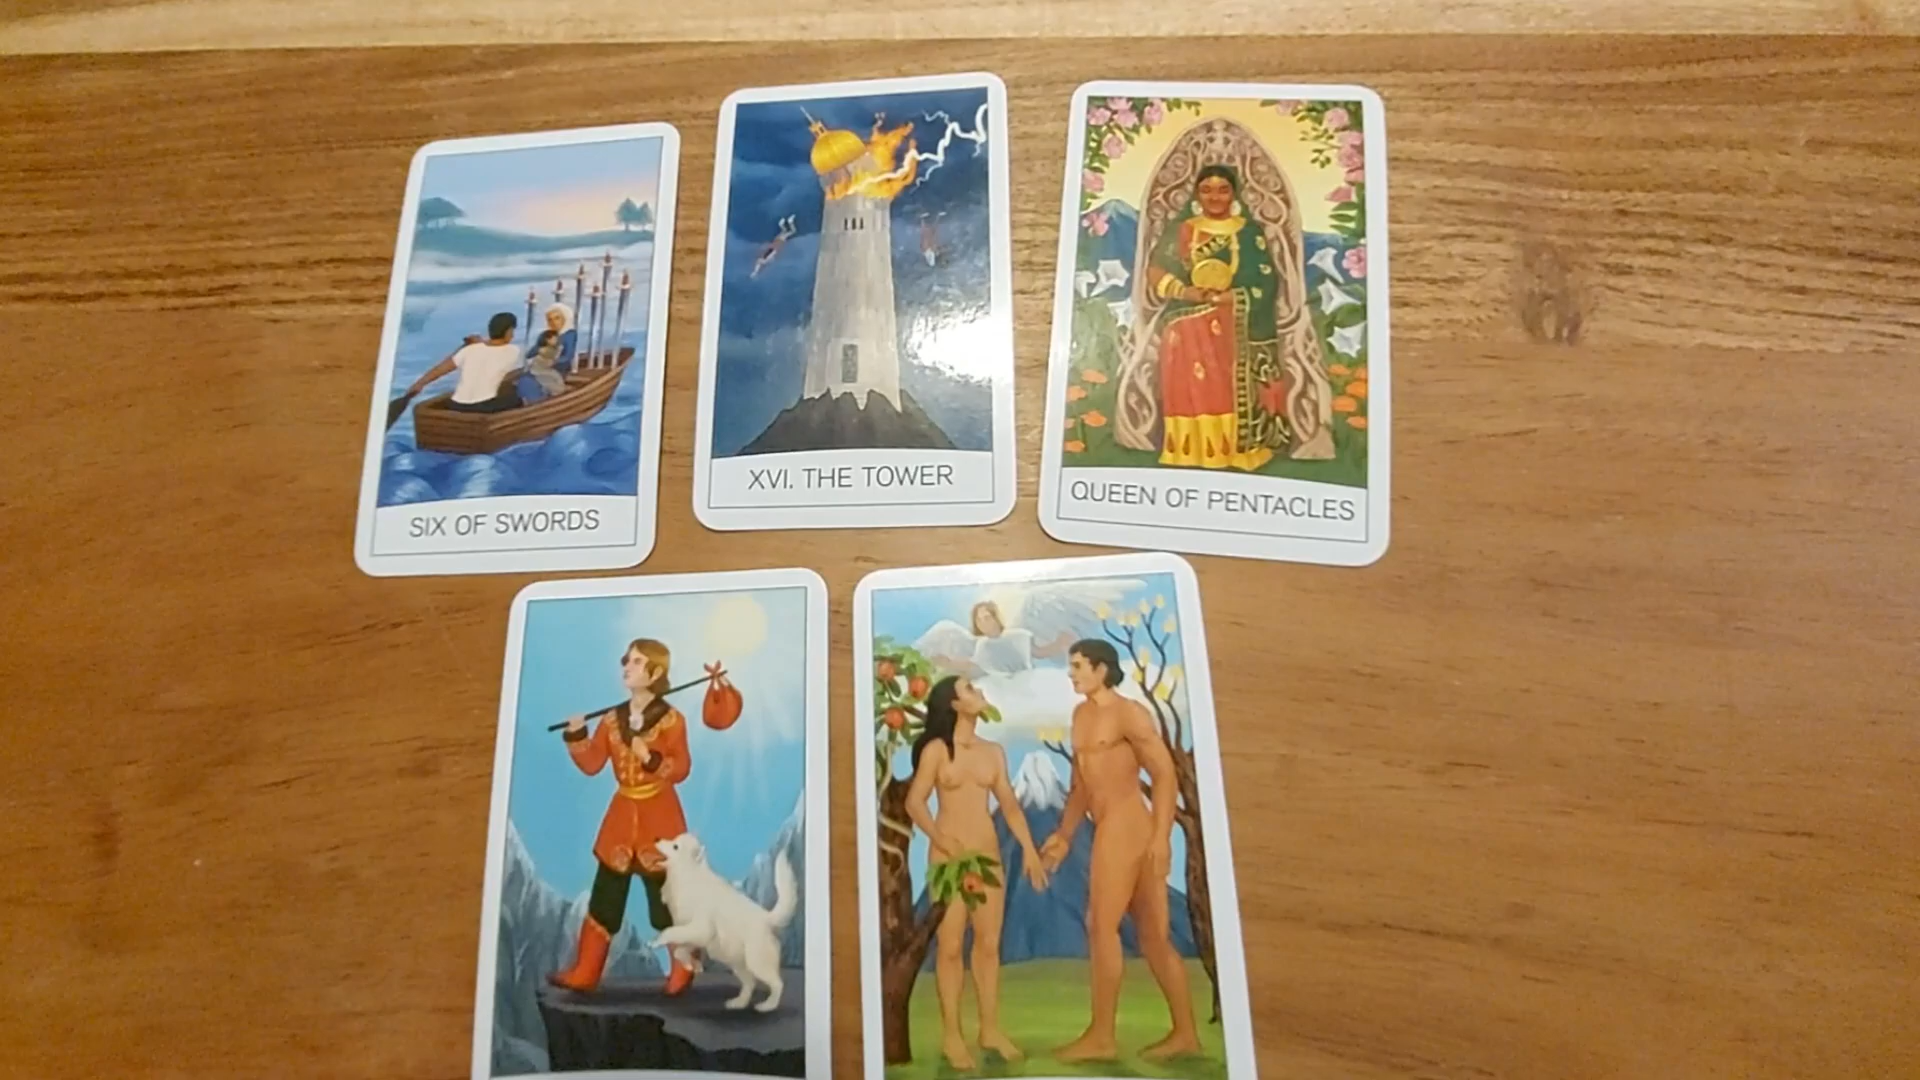 SIX OF SWORDS
XVI. THE TOWER
QUEEN OF PENTACLES